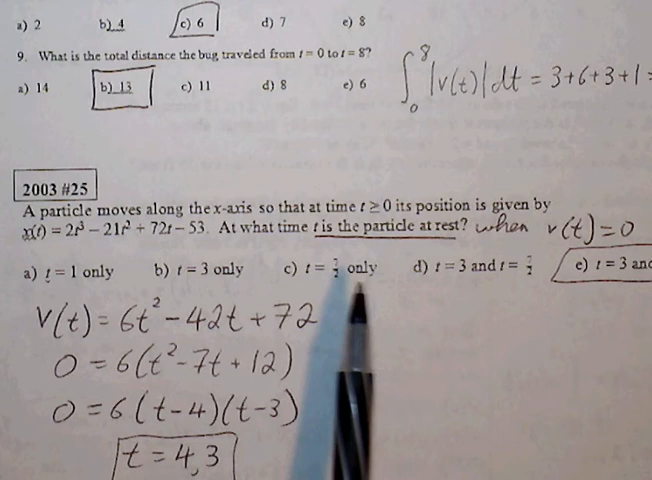 a) 2 b) 4 c) 6 d) 7 e) 8
9. What is the total distance the bug traveled from t = 0 to t = 8?
a) 14 b) 13 c) 11 d) 8 e) 6
∫₀⁸ |v(t)| dt = 3+6+3+1 =
2003 #25
A particle moves along the x-axis so that at time t ≥ 0 its position is given by
x(t) = 2t³ – 21t² + 72t – 53. At what time t is the particle at rest? when v(t) = 0
a) t = 1 only b) t = 3 only c) t = 7/2 only d) t = 3 and t = 7/2 e) t = 3 and
v(t) = 6t² - 42t + 72
0 = 6(t² - 7t + 12)
0 = 6(t-4)(t-3)
t = 4,3